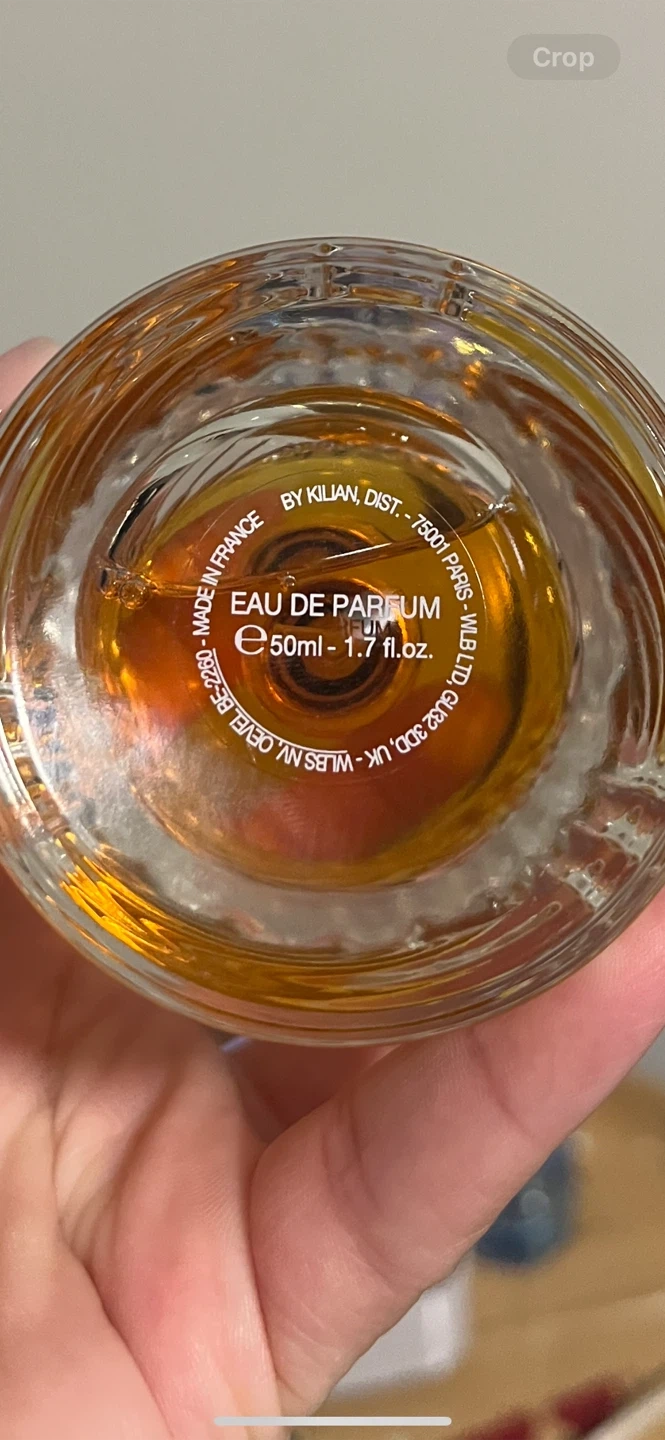 Crop
BY KILIAN, DIST. - 75001 PARIS - WLB LTD, GU32 3DD, UK - WLBS NV, OEVEL BE-2260 - MADE IN FRANCE
EAU DE PARFUM
e 50ml - 1.7 fl.oz.